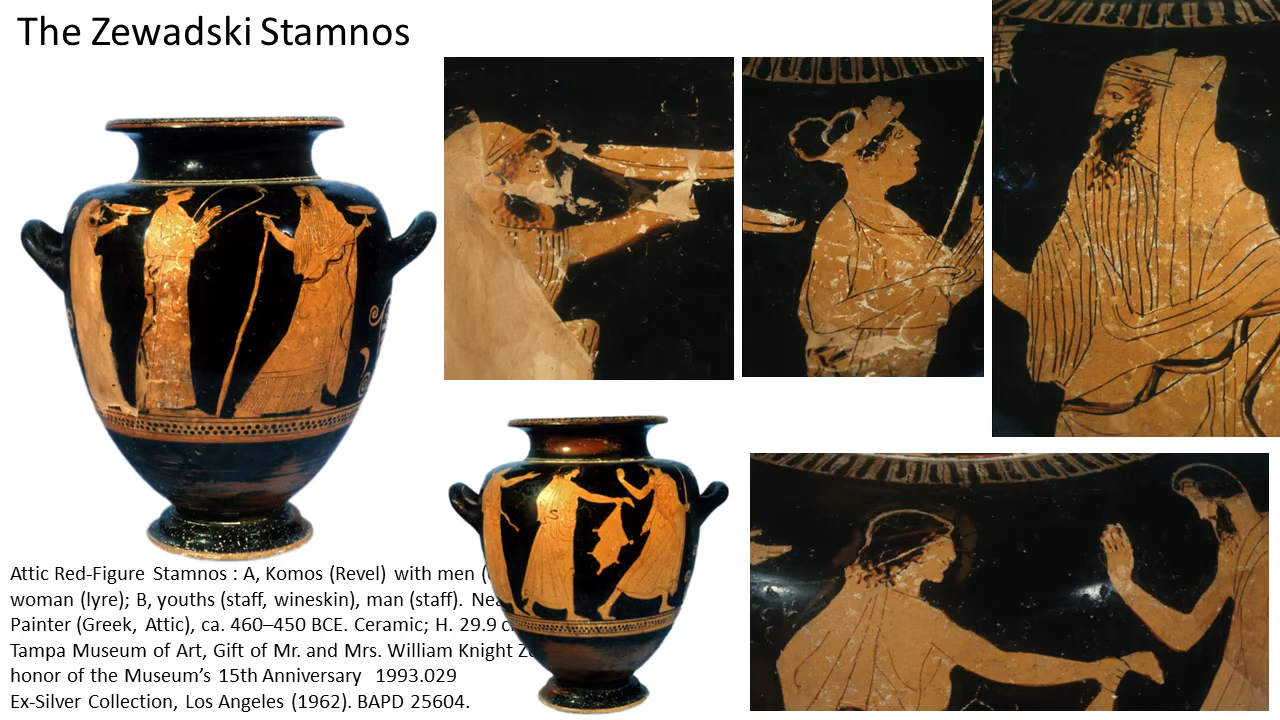 The Zewadski Stamnos
Attic Red-Figure Stamnos : A, Komos (Revel) with men (
woman (lyre); B, youths (staff, wineskin), man (staff).
Painter (Greek, Attic), ca. 460–450 BCE. Ceramic; H. 29.9
Tampa Museum of Art, Gift of Mr. and Mrs. William Knight
honor of the Museum’s 15th Anniversary 1993.029
Ex-Silver Collection, Los Angeles (1962). BAPD 25604.